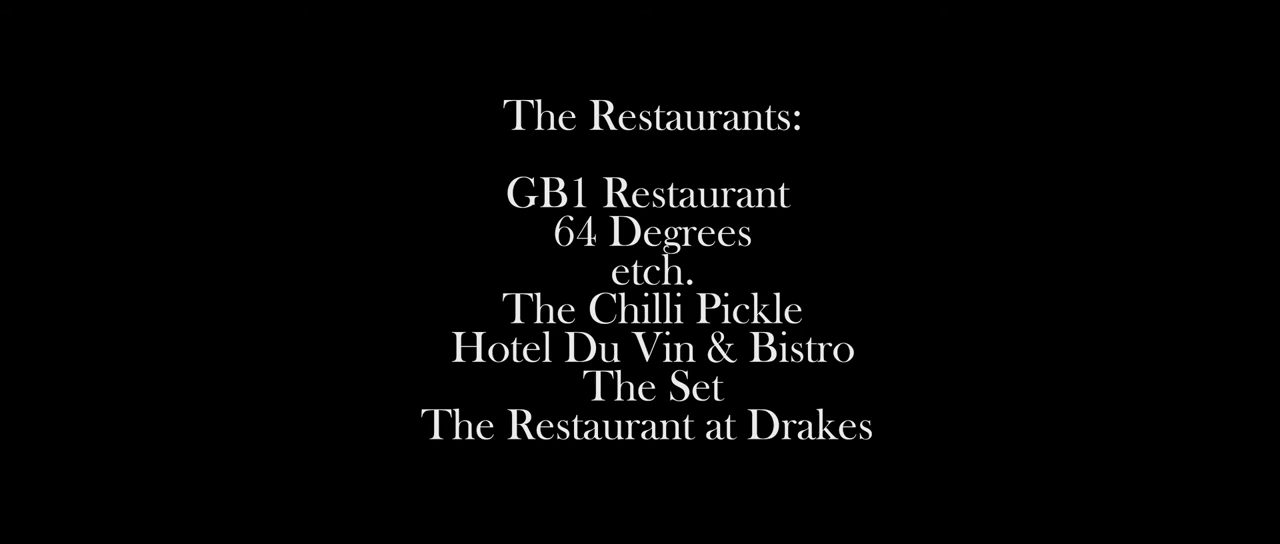 The Restaurants:
GB1 Restaurant
64 Degrees
etch.
The Chilli Pickle
Hotel Du Vin & Bistro
The Set
The Restaurant at Drakes